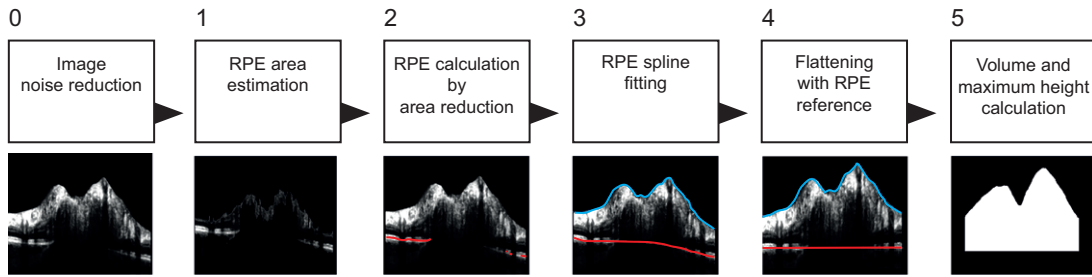 0
Image
noise reduction
1
RPE area
estimation
2
RPE calculation
by
area reduction
3
RPE spline
fitting
4
Flattening
with RPE
reference
5
Volume and
maximum height
calculation